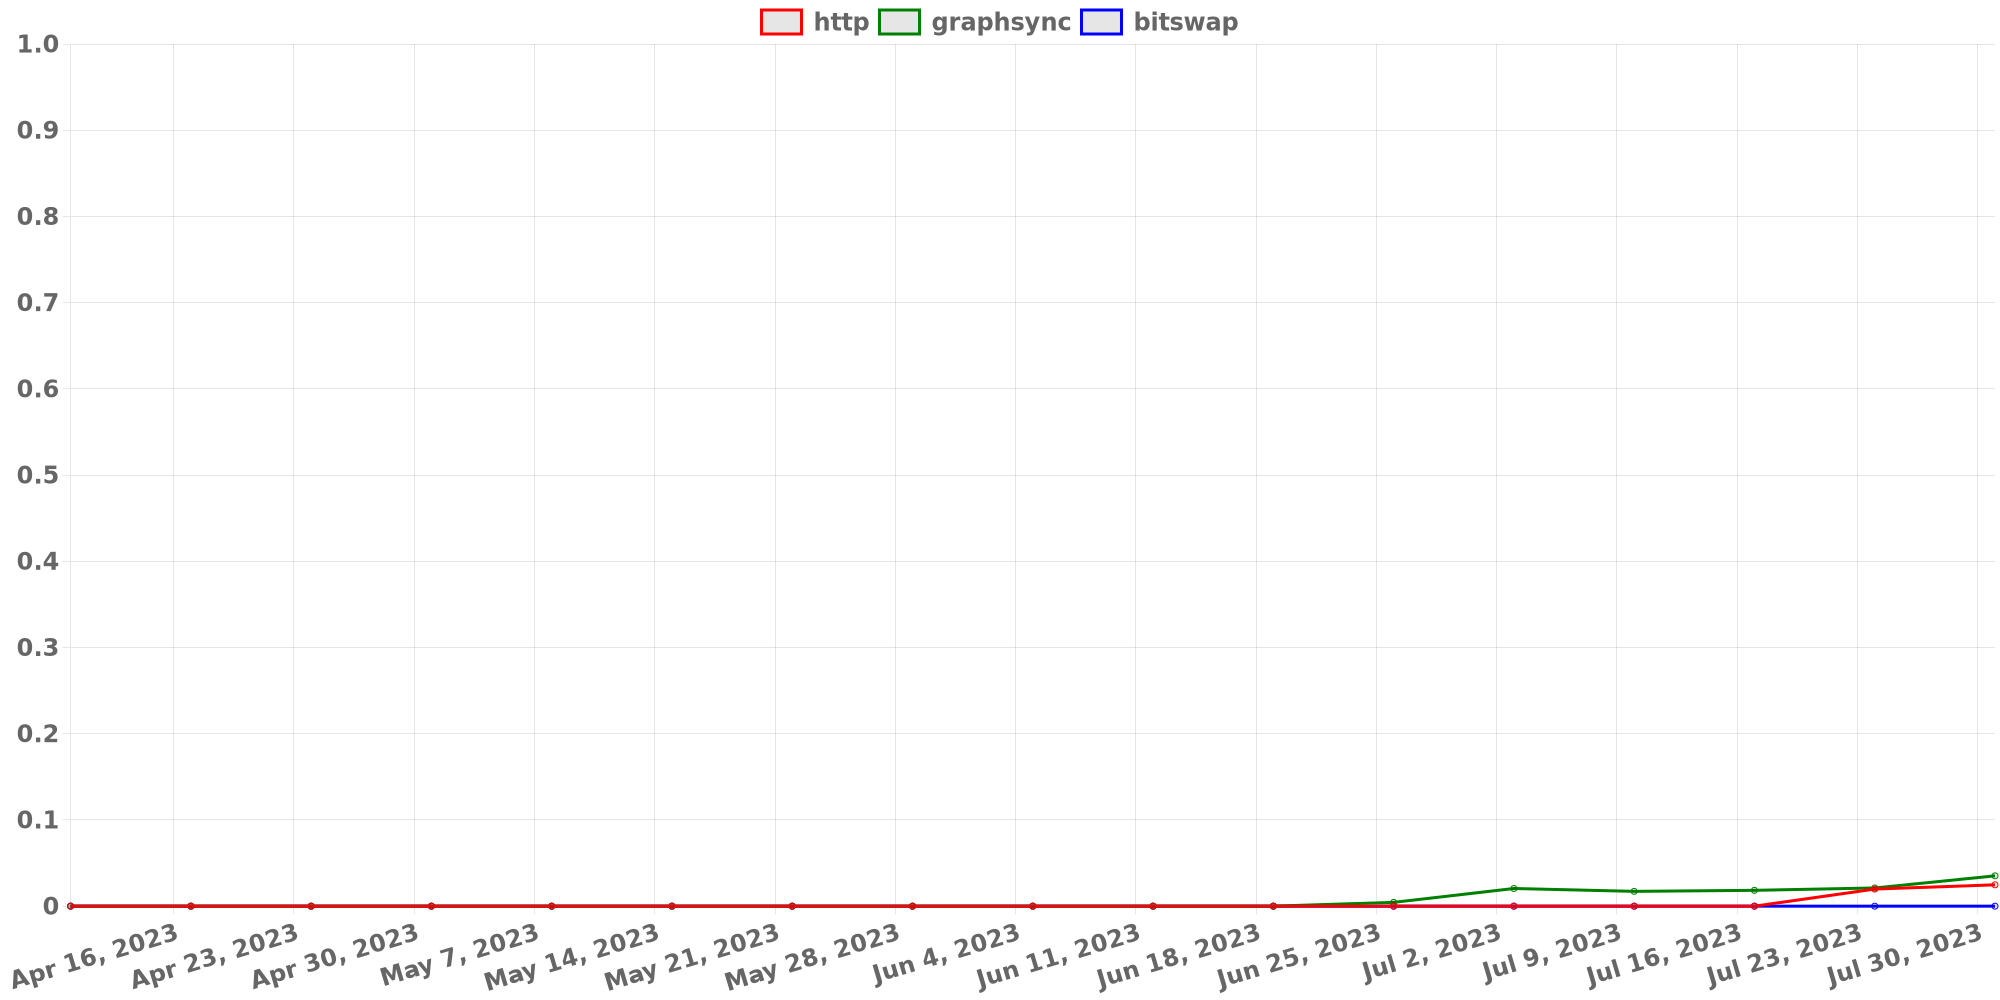 http graphsync bitswap
1.0
0.9
0.8
0.7
0.6
0.5
0.4
0.3
0.2
0.1
0
Apr 16, 2023
Apr 23, 2023
Apr 30, 2023
May 7, 2023
May 14, 2023
May 21, 2023
May 28, 2023
Jun 4, 2023
Jun 11, 2023
Jun 18, 2023
Jun 25, 2023
Jul 2, 2023
Jul 9, 2023
Jul 16, 2023
Jul 23, 2023
Jul 30, 2023